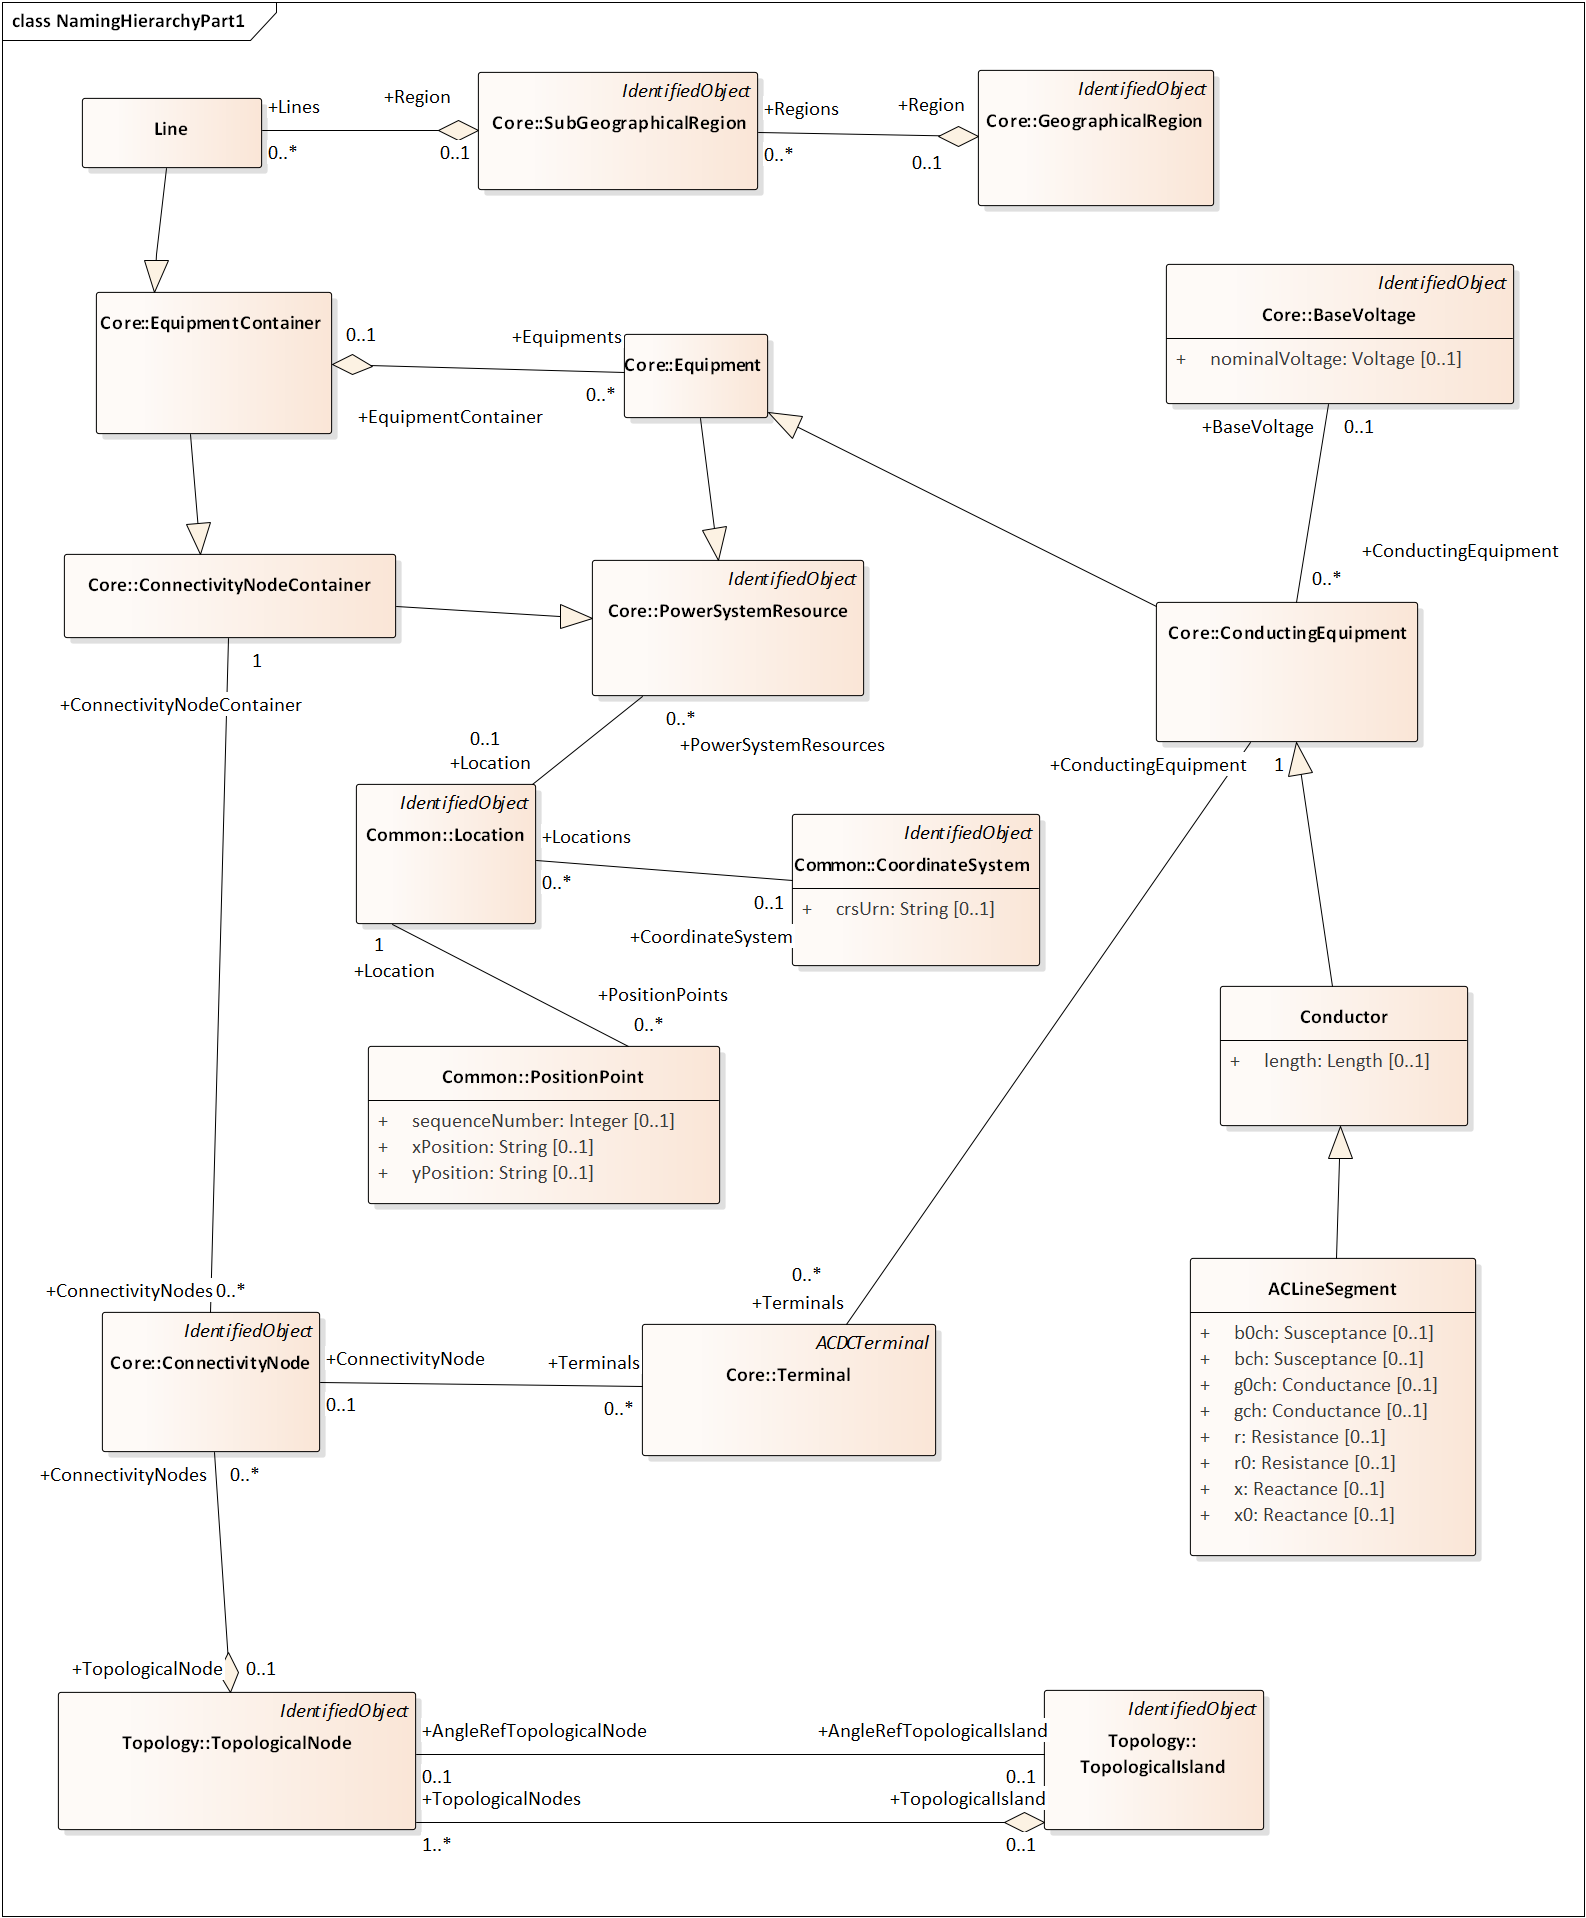 class NamingHierarchyPart1
Line
+Lines
0..*
+Region
0..1
IdentifiedObject
Core::SubGeographicalRegion
+Regions
0..*
+Region
0..1
IdentifiedObject
Core::GeographicalRegion
Core::EquipmentContainer
0..1
+EquipmentContainer
+Equipments
0..*
Core::Equipment
IdentifiedObject
Core::BaseVoltage
+ nominalVoltage: Voltage [0..1]
+BaseVoltage
0..1
+ConductingEquipment
0..*
Core::ConnectivityNodeContainer
1
+ConnectivityNodeContainer
IdentifiedObject
Core::PowerSystemResource
0..*
+PowerSystemResources
0..1
+Location
Core::ConductingEquipment
+ConductingEquipment
1
IdentifiedObject
Common::Location
+Locations
0..*
0..1
+CoordinateSystem
IdentifiedObject
Common::CoordinateSystem
+ crsUrn: String [0..1]
1
+Location
+PositionPoints
0..*
Common::PositionPoint
+ sequenceNumber: Integer [0..1]
+ xPosition: String [0..1]
+ yPosition: String [0..1]
Conductor
+ length: Length [0..1]
+ConnectivityNodes
0..*
IdentifiedObject
Core::ConnectivityNode
+ConnectivityNode
0..1
+Terminals
0..*
0..*
+Terminals
ACDCTerminal
Core::Terminal
ACLineSegment
+ b0ch: Susceptance [0..1]
+ bch: Susceptance [0..1]
+ g0ch: Conductance [0..1]
+ gch: Conductance [0..1]
+ r: Resistance [0..1]
+ r0: Resistance [0..1]
+ x: Reactance [0..1]
+ x0: Reactance [0..1]
+ConnectivityNodes
0..*
+TopologicalNode
0..1
IdentifiedObject
Topology::TopologicalNode
+AngleRefTopologicalNode
0..1
+TopologicalNodes
1..*
+AngleRefTopologicalIsland
0..1
+TopologicalIsland
0..1
IdentifiedObject
Topology::
TopologicalIsland